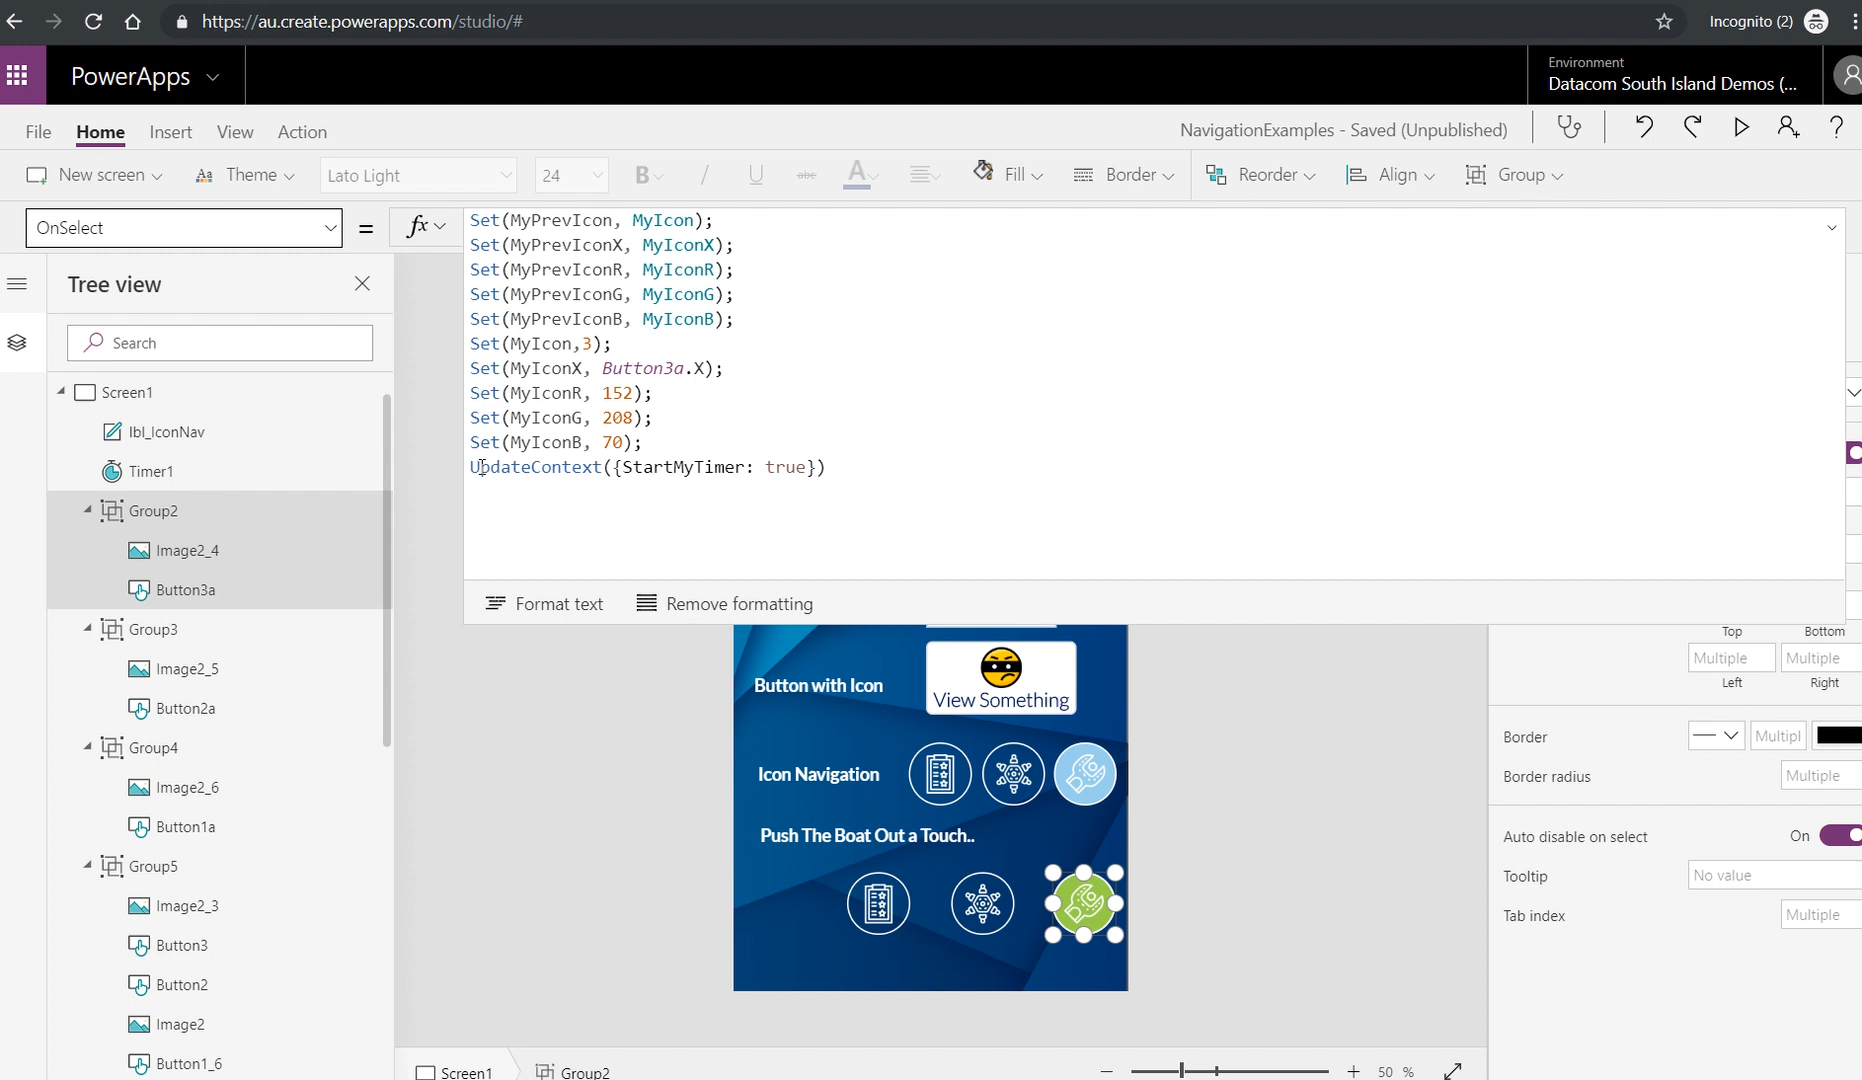 https://au.create.powerapps.com/studio/#
Incognito (2)
PowerApps
Environment
Datacom South Island Demos (...
File Home Insert View Action
NavigationExamples - Saved (Unpublished)
?
New screen Aa Theme Lato Light 24 B / U abc A Fill Border Reorder Align Group
OnSelect = fx
Set(MyPrevIcon, MyIcon);
Set(MyPrevIconX, MyIconX);
Set(MyPrevIconR, MyIconR);
Set(MyPrevIconG, MyIconG);
Set(MyPrevIconB, MyIconB);
Set(MyIcon,3);
Set(MyIconX, Button3a.X);
Set(MyIconR, 152);
Set(MyIconG, 208);
Set(MyIconB, 70);
UpdateContext({StartMyTimer: true})
Format text Remove formatting
Tree view
Search
Screen1
lbl_IconNav
Timer1
Group2
Image2_4
Button3a
Group3
Image2_5
Button2a
Group4
Image2_6
Button1a
Group5
Image2_3
Button3
Button2
Image2
Button1_6
Button with Icon
View Something
Icon Navigation
Push The Boat Out a Touch..
Top Bottom
Multiple Multiple
Left Right
Border Multipl
Border radius Multiple
Auto disable on select On
Tooltip No value
Tab index Multiple
Screen1 Group2
50 %